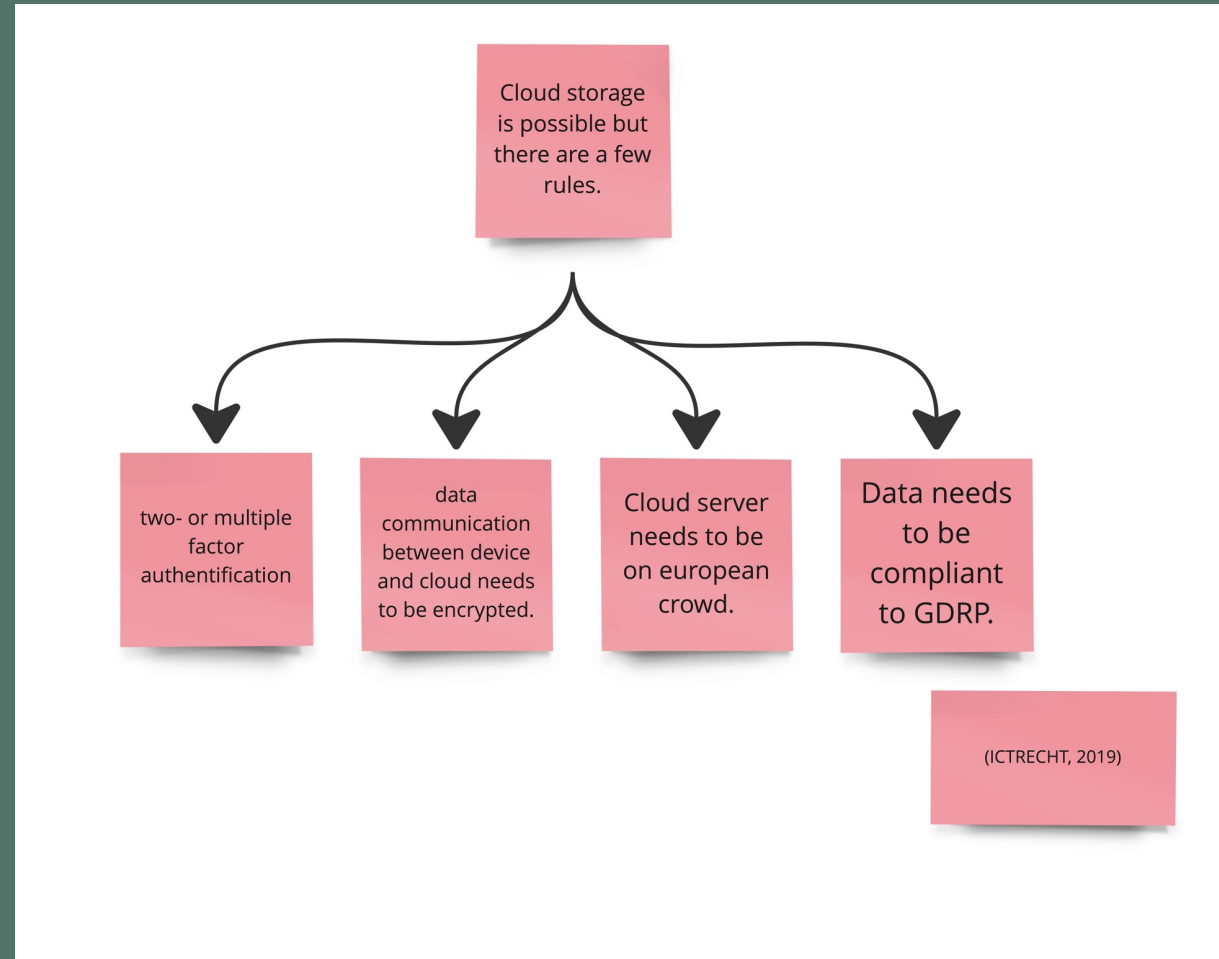 Cloud storage
is possible but
there are a few
rules.
two- or multiple
factor
authentification
data
communication
between device
and cloud needs
to be encrypted.
Cloud server
needs to be
on european
crowd.
Data needs
to be
compliant
to GDRP.
(ICTRECHT, 2019)